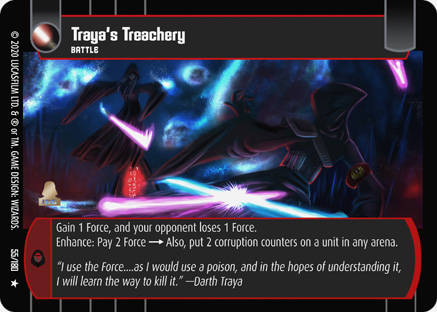 Traya's Treachery
BATTLE
Gain 1 Force, and your opponent loses 1 Force.
Enhance: Pay 2 Force → Also, put 2 corruption counters on a unit in any arena.
"I use the Force....as I would use a poison, and in the hopes of understanding it,
I will learn the way to kill it." —Darth Traya
© 2020 LUCASFILM LTD. & ® or TM. GAME DESIGN: WIZARDS.
55/180 ★